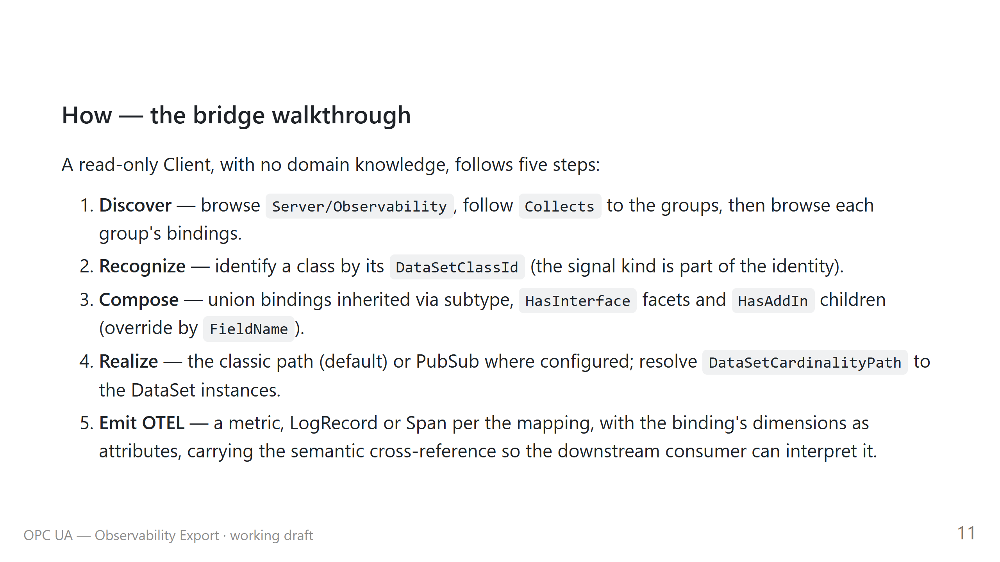 How — the bridge walkthrough
A read-only Client, with no domain knowledge, follows five steps:
1. Discover — browse Server/Observability, follow Collects to the groups, then browse each
group's bindings.
2. Recognize — identify a class by its DataSetClassId (the signal kind is part of the identity).
3. Compose — union bindings inherited via subtype, HasInterface facets and HasAddIn children
(override by FieldName).
4. Realize — the classic path (default) or PubSub where configured; resolve DataSetCardinalityPath to
the DataSet instances.
5. Emit OTEL — a metric, LogRecord or Span per the mapping, with the binding's dimensions as
attributes, carrying the semantic cross-reference so the downstream consumer can interpret it.
OPC UA — Observability Export · working draft
11